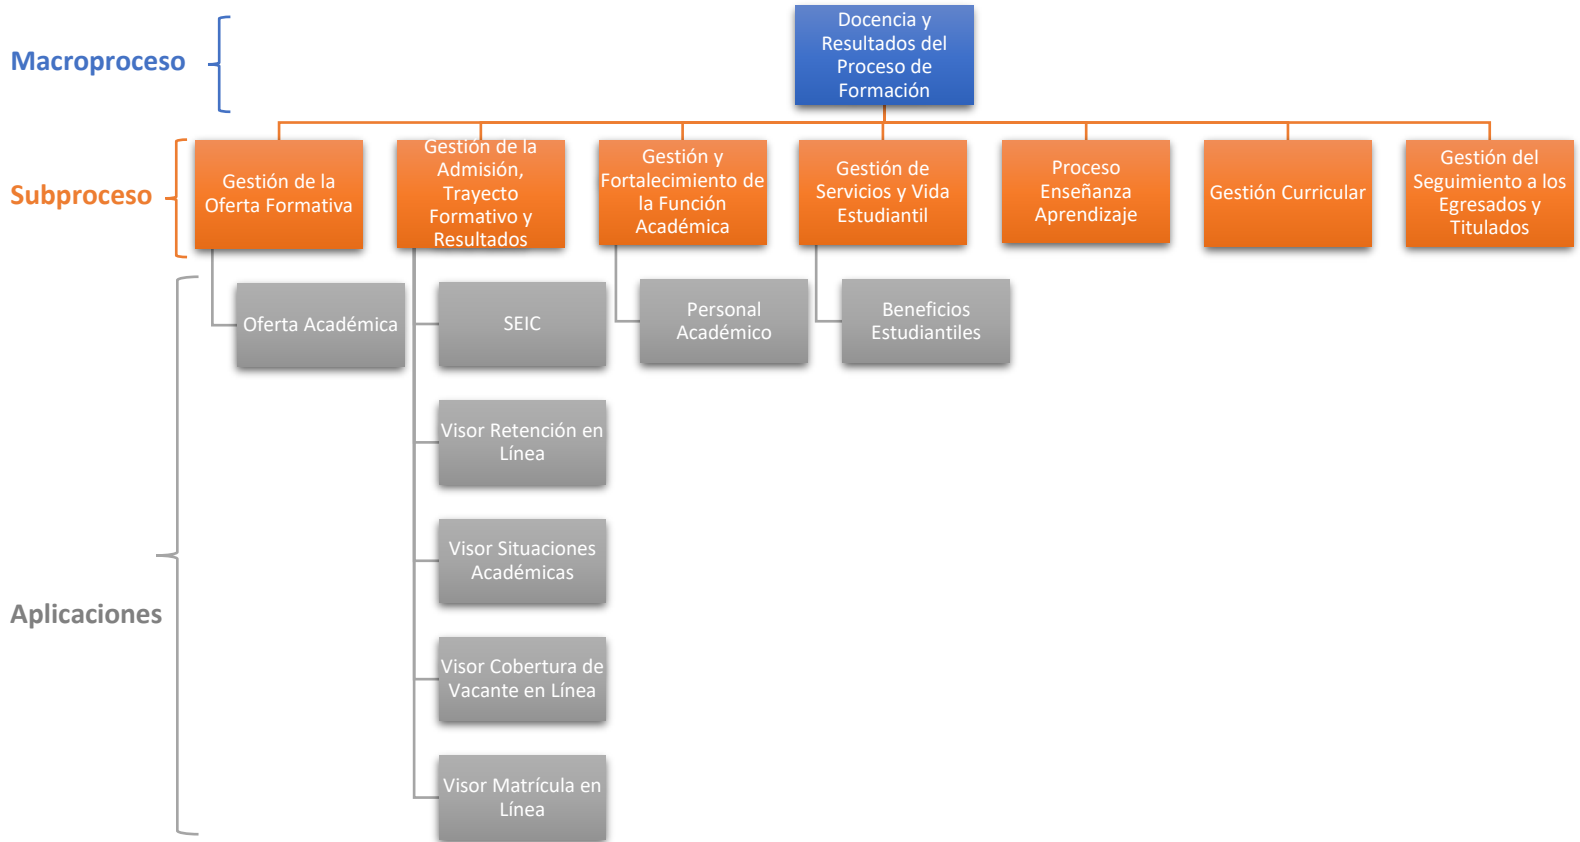 Macroproceso
Docencia y
Resultados del
Proceso de
Formación
Subproceso
Gestión de la
Oferta Formativa
Gestión de la
Admisión,
Trayecto
Formativo y
Resultados
Gestión y
Fortalecimiento de
la Función
Académica
Gestión de
Servicios y Vida
Estudiantil
Proceso
Enseñanza
Aprendizaje
Gestión Curricular
Gestión del
Seguimiento a los
Egresados y
Titulados
Aplicaciones
Oferta Académica
SEIC
Visor Retención en
Línea
Visor Situaciones
Académicas
Visor Cobertura de
Vacante en Línea
Visor Matrícula en
Línea
Personal
Académico
Beneficios
Estudiantiles